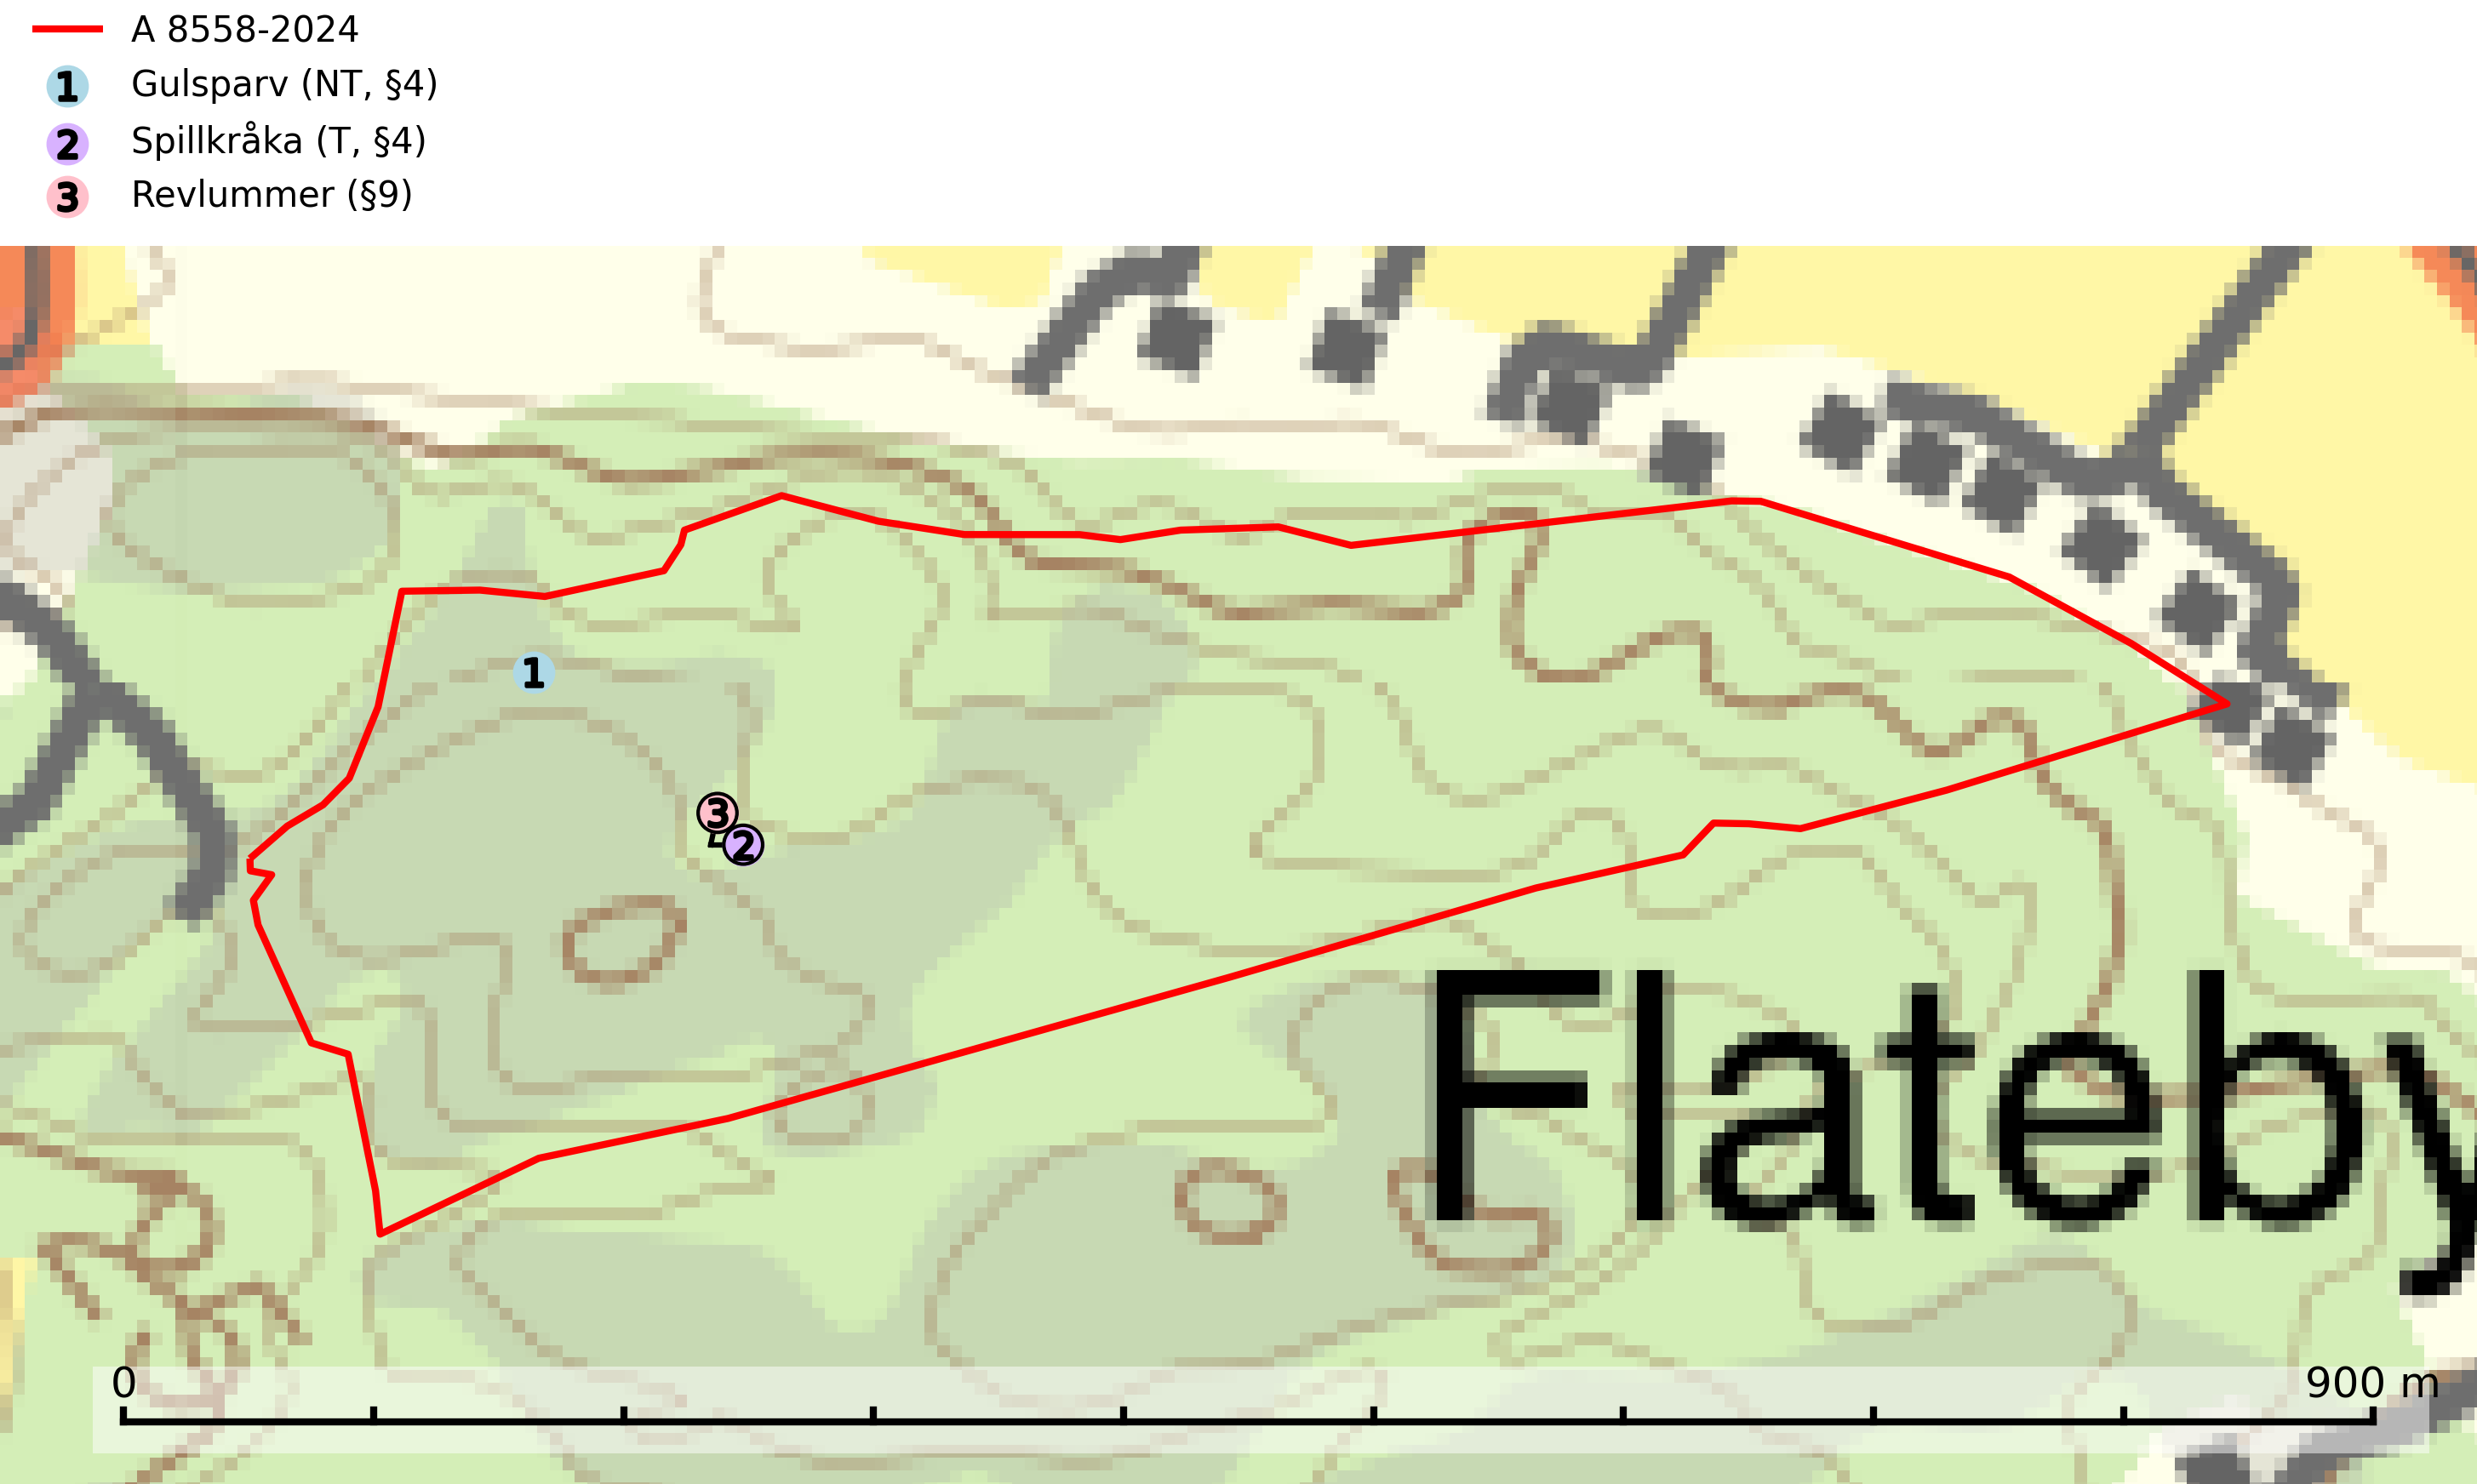 A 8558-2024
1 Gulsparv (NT, §4)
2 Spillkråka (T, §4)
3 Revlummer (§9)
1
3
2
Flateby
0 900 m